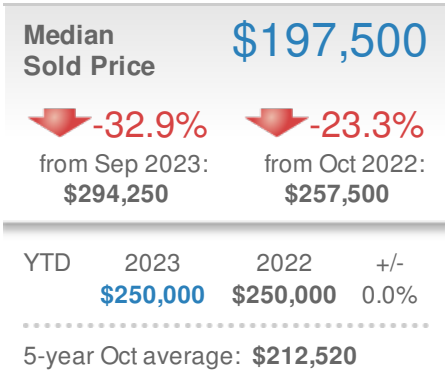 Median $197,500
Sold Price
-32.9% -23.3%
from Sep 2023: from Oct 2022:
$294,250 $257,500
YTD 2023 2022 +/-
$250,000 $250,000 0.0%
5-year Oct average: $212,520